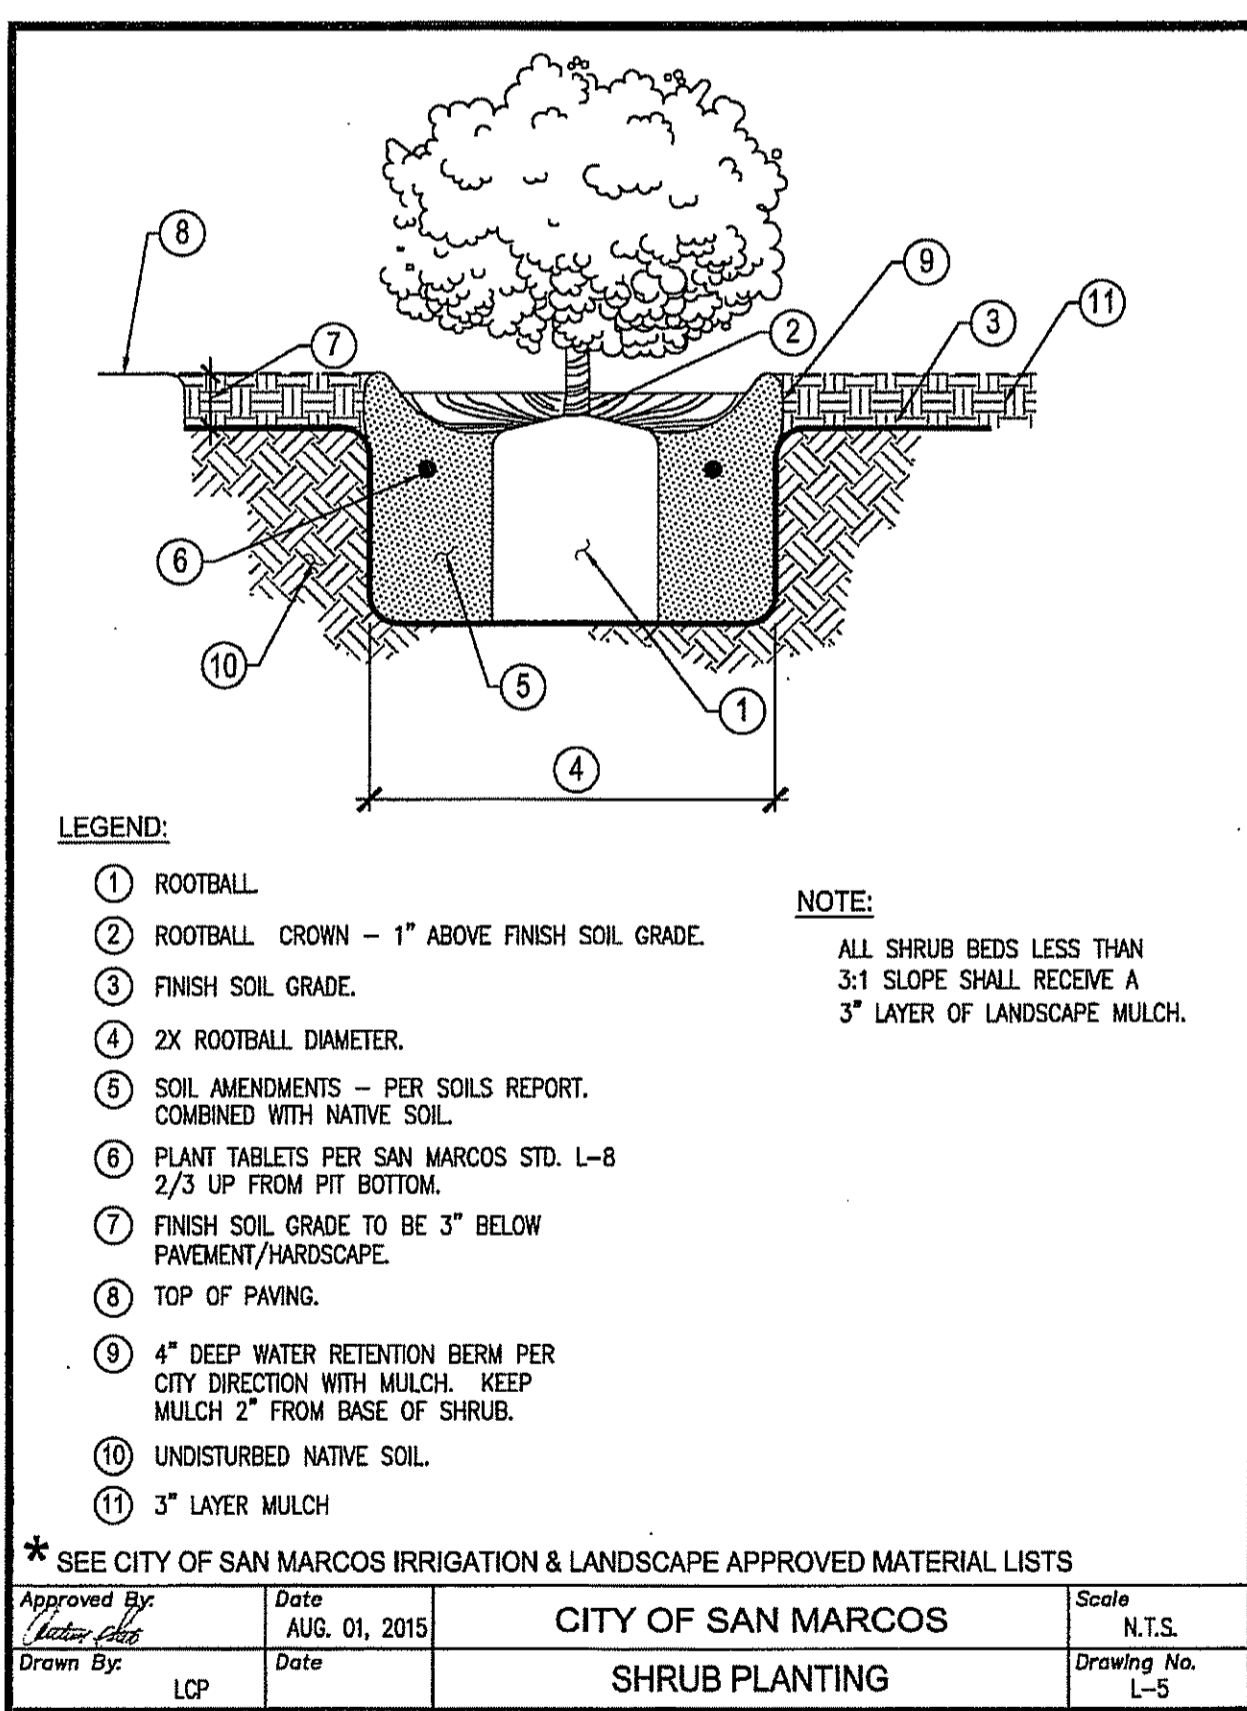 8
9
11
3
7
2
6
10
5
1
4
LEGEND:
1 ROOTBALL
2 ROOTBALL CROWN – 1" ABOVE FINISH SOIL GRADE.
3 FINISH SOIL GRADE.
4 2X ROOTBALL DIAMETER.
5 SOIL AMENDMENTS – PER SOILS REPORT.
COMBINED WITH NATIVE SOIL.
6 PLANT TABLETS PER SAN MARCOS STD. L-8
2/3 UP FROM PIT BOTTOM.
7 FINISH SOIL GRADE TO BE 3" BELOW
PAVEMENT/HARDSCAPE.
8 TOP OF PAVING.
9 4" DEEP WATER RETENTION BERM PER
CITY DIRECTION WITH MULCH. KEEP
MULCH 2" FROM BASE OF SHRUB.
10 UNDISTURBED NATIVE SOIL.
11 3" LAYER MULCH
NOTE:
ALL SHRUB BEDS LESS THAN
3:1 SLOPE SHALL RECEIVE A
3" LAYER OF LANDSCAPE MULCH.
* SEE CITY OF SAN MARCOS IRRIGATION & LANDSCAPE APPROVED MATERIAL LISTS
Approved By:
Date
AUG. 01, 2015
CITY OF SAN MARCOS
Scale
N.T.S.
Drawn By:
LCP
Date
SHRUB PLANTING
Drawing No.
L-5